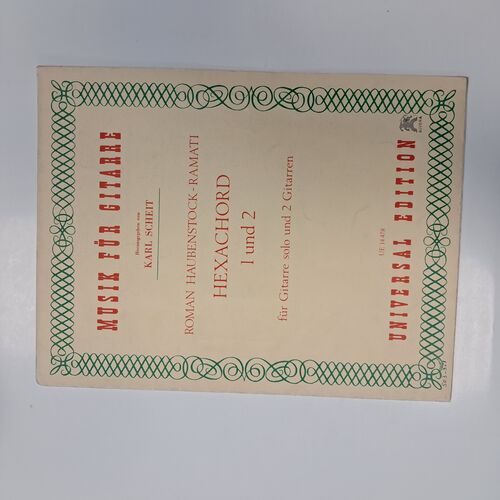 MUSIK FÜR GITARRE
Herausgegeben von
KARL SCHEIT
ROMAN HAUBENSTOCK-RAMATI
HEXACHORD
1 und 2
für Gitarre solo und 2 Gitarren
UE 14 478
UNIVERSAL EDITION